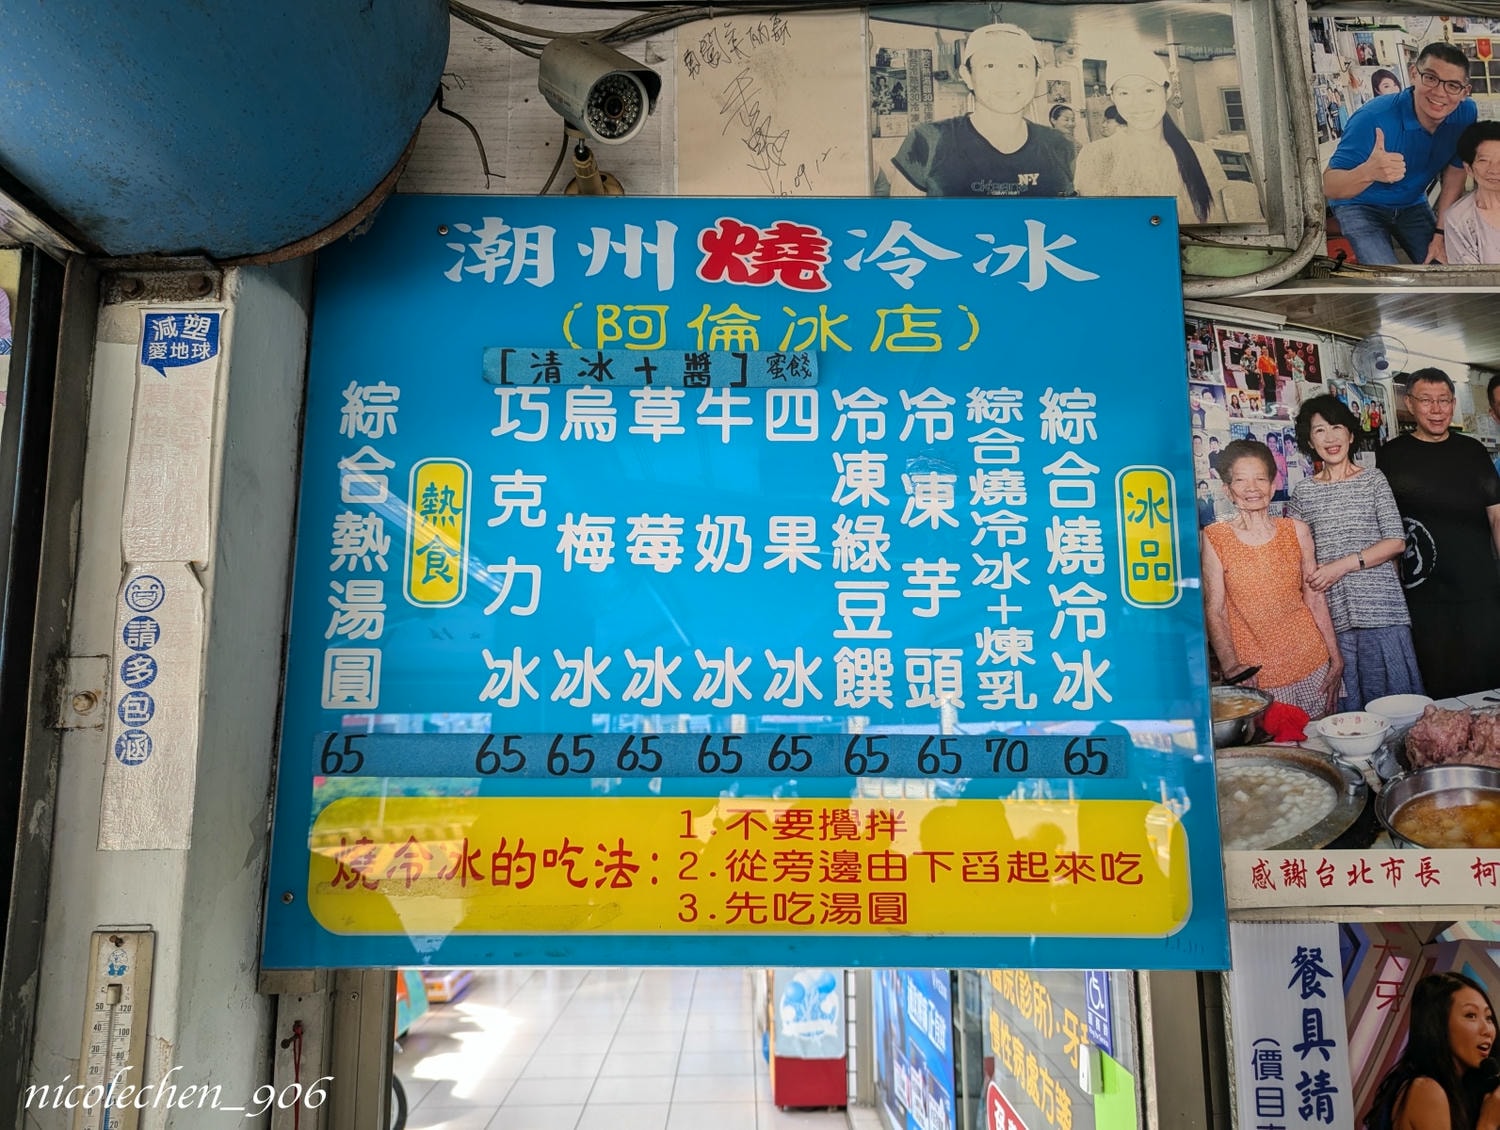 潮州燒冷冰
(阿倫冰店)
[清冰+醬]蜜餞
冰品
綜合燒冷冰
綜合燒冷冰+煉乳
冷凍芋頭
冷凍綠豆饌
四果冰
牛奶冰
草莓冰
烏梅冰
巧克力冰
熱食
綜合熱湯圓
65 65 65 65 65 65 65 65 70 65
燒冷冰的吃法:
1.不要攪拌
2.從旁邊由下舀起來吃
3.先吃湯圓
減塑
愛地球
請多包涵
感謝台北市長 柯
餐具請
(價目
大牙
nicolechen_906